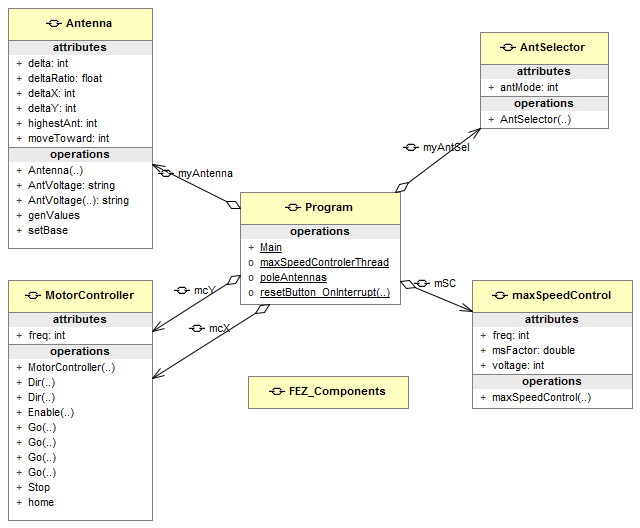 Antenna
attributes
+ delta: int
+ deltaRatio: float
+ deltaX: int
+ deltaY: int
+ highestAnt: int
+ moveToward: int
operations
+ Antenna(..)
+ AntVoltage: string
+ AntVoltage(..): string
+ genValues
+ setBase
AntSelector
attributes
+ antMode: int
operations
+ AntSelector(..)
myAntSel
myAntenna
Program
operations
+ Main
o maxSpeedControlerThread
o poleAntennas
o resetButton_OnInterrupt(..)
mcY
mcX
mSC
MotorController
attributes
+ freq: int
operations
+ MotorController(..)
+ Dir(..)
+ Dir(..)
+ Enable(..)
+ Go(..)
+ Go(..)
+ Go(..)
+ Go(..)
+ Stop
+ home
maxSpeedControl
attributes
+ freq: int
+ msFactor: double
+ voltage: int
operations
+ maxSpeedControl(..)
FEZ_Components